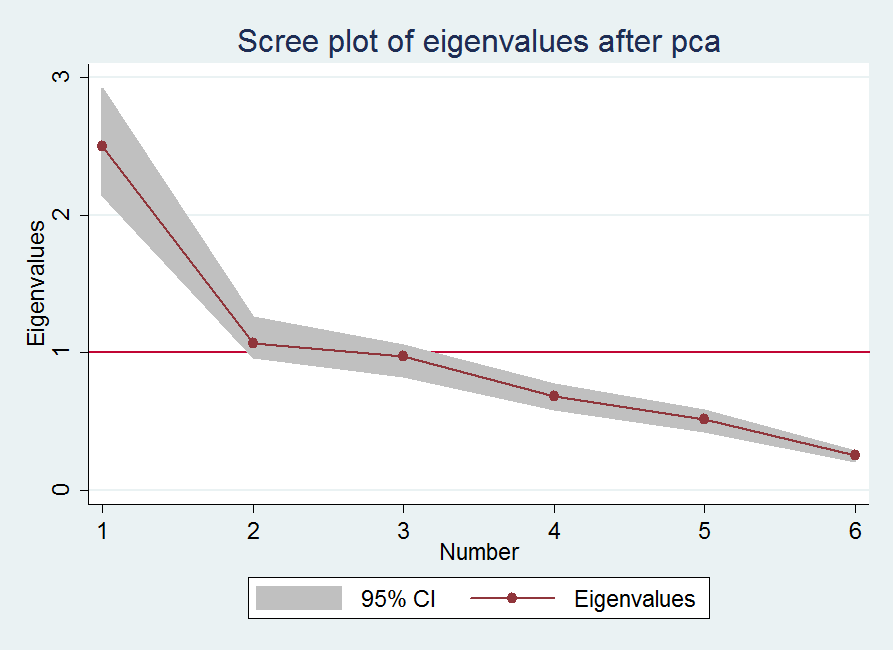 Scree plot of eigenvalues after pca
Eigenvalues
3
2
1
0
1 2 3 4 5 6
Number
95% CI Eigenvalues